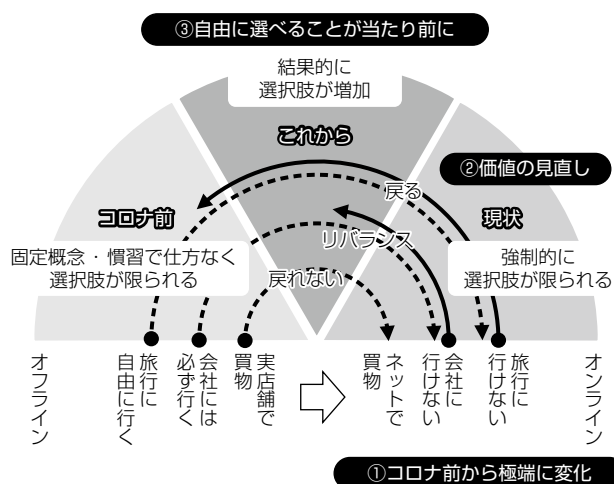 ③自由に選べることが当たり前に
結果的に
選択肢が増加
これから
②価値の見直し
戻る
コロナ前
現状
リバランス
固定概念・慣習で仕方なく
選択肢が限られる
強制的に
選択肢が限られる
戻れない
オフライン
旅行に
自由に行く
会社には
必ず行く
実店舗で
買物
ネットで
買物
会社に
行けない
旅行に
行けない
オンライン
①コロナ前から極端に変化